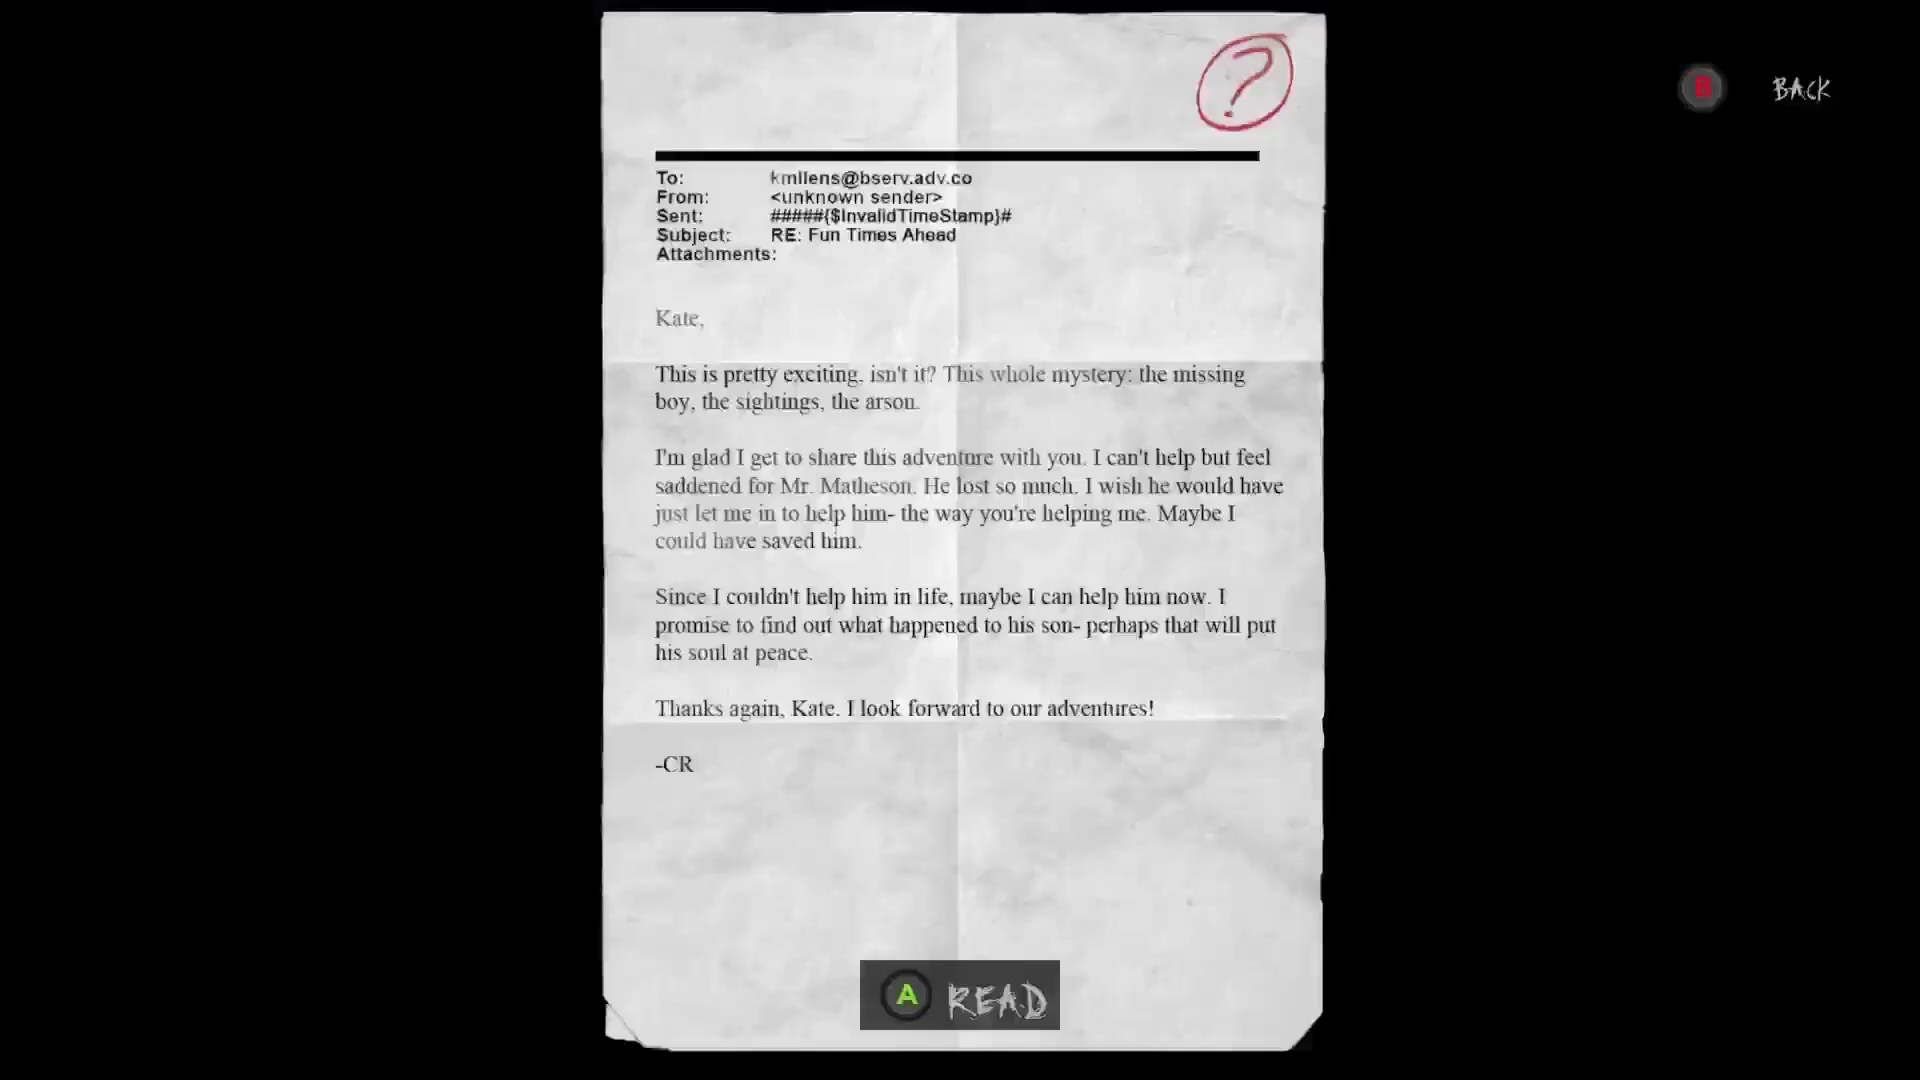 ?
B BACK
To: kmilens@bserv.adv.co
From: <unknown sender>
Sent: #####{$InvalidTimeStamp}#
Subject: RE: Fun Times Ahead
Attachments:
Kate,
This is pretty exciting, isn't it? This whole mystery: the missing
boy, the sightings, the arson.
I'm glad I get to share this adventure with you. I can't help but feel
saddened for Mr. Matheson. He lost so much. I wish he would have
just let me in to help him- the way you're helping me. Maybe I
could have saved him.
Since I couldn't help him in life, maybe I can help him now. I
promise to find out what happened to his son- perhaps that will put
his soul at peace.
Thanks again, Kate. I look forward to our adventures!
-CR
A READ